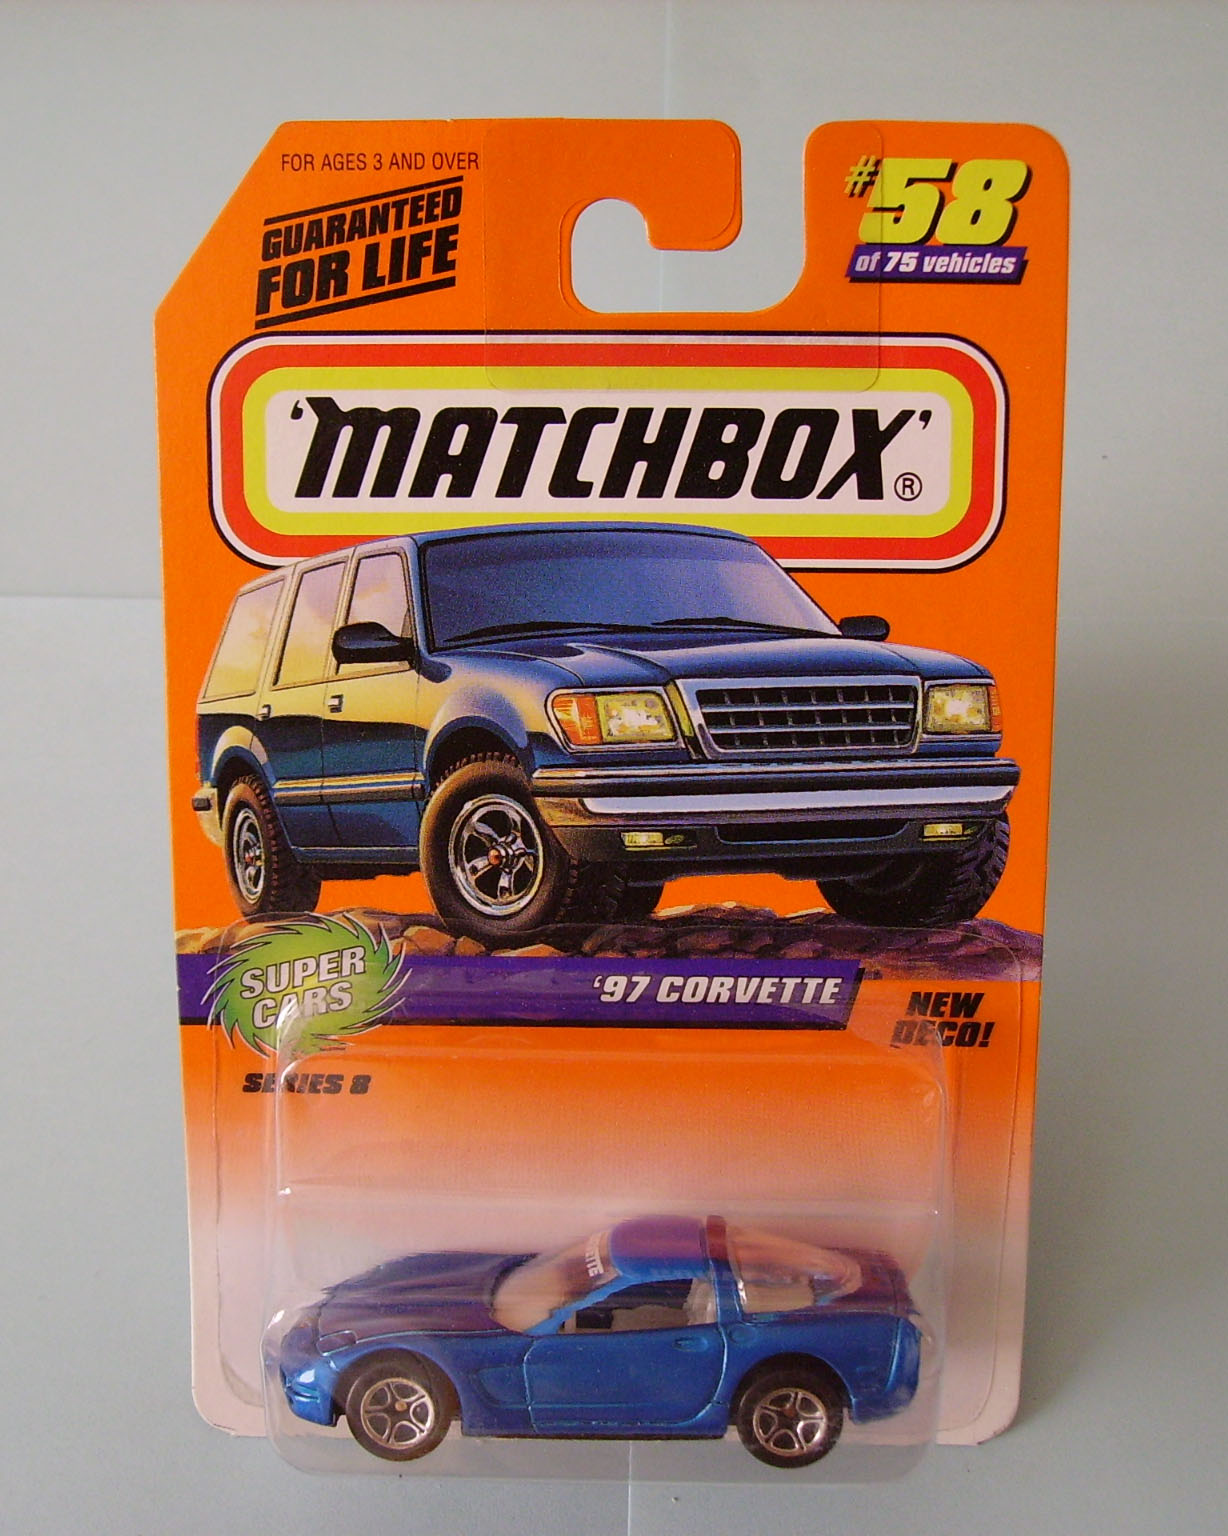 FOR AGES 3 AND OVER
GUARANTEED
FOR LIFE
#58
of 75 vehicles
'MATCHBOX'®
SUPER
CARS
'97 CORVETTE
NEW
DECO!
SERIES 8